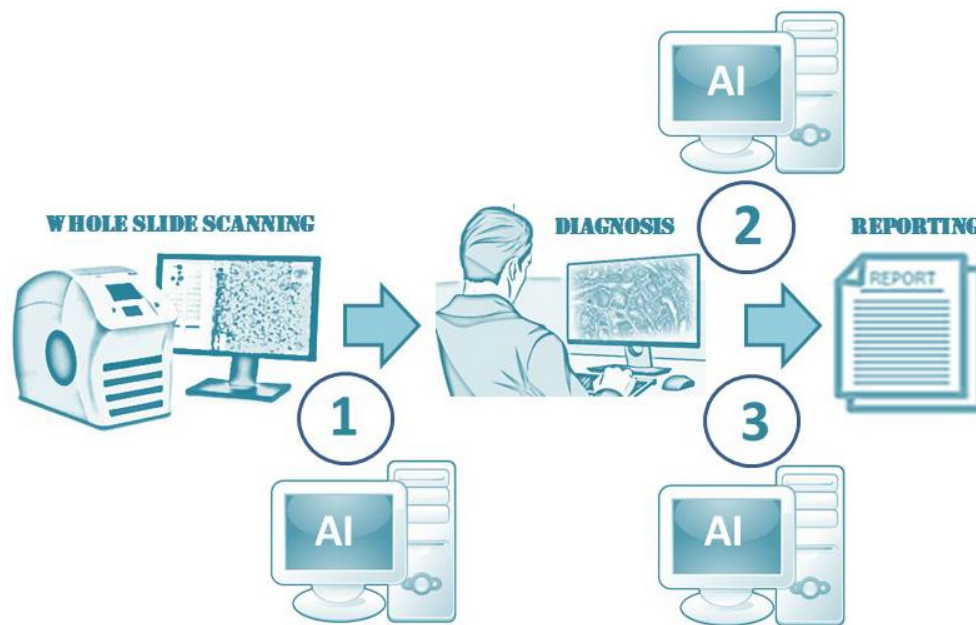 AI
2
WHOLE SLIDE SCANNING
DIAGNOSIS
REPORTING
REPORT
1
3
AI
AI